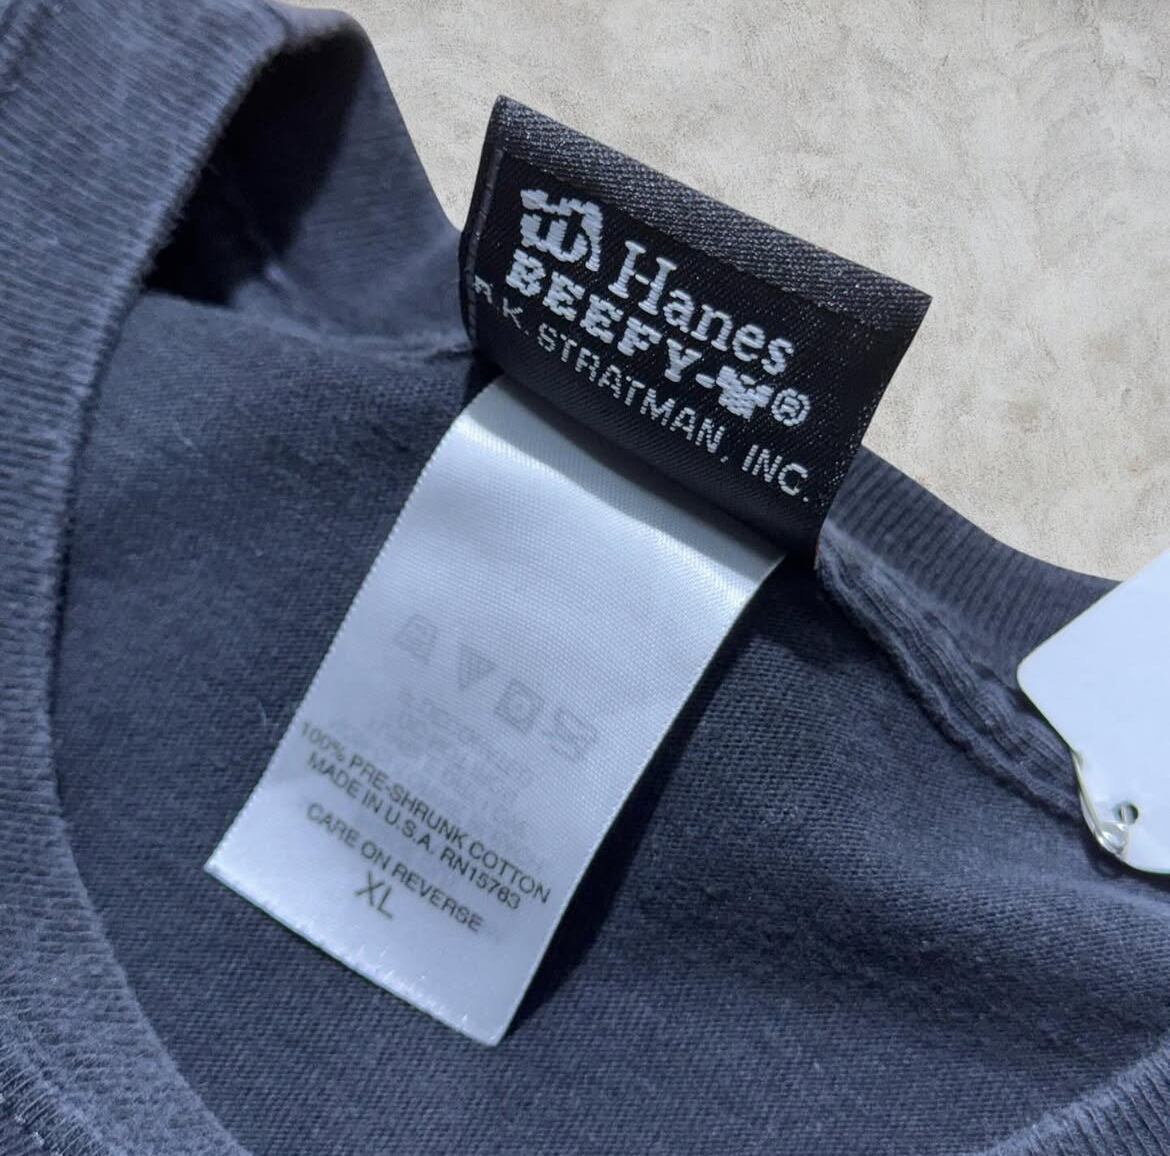 Hanes
BEEFY-T®
R.K. STRATMAN, INC.
100% PRE-SHRUNK COTTON
MADE IN U.S.A. RN15763
CARE ON REVERSE
XL